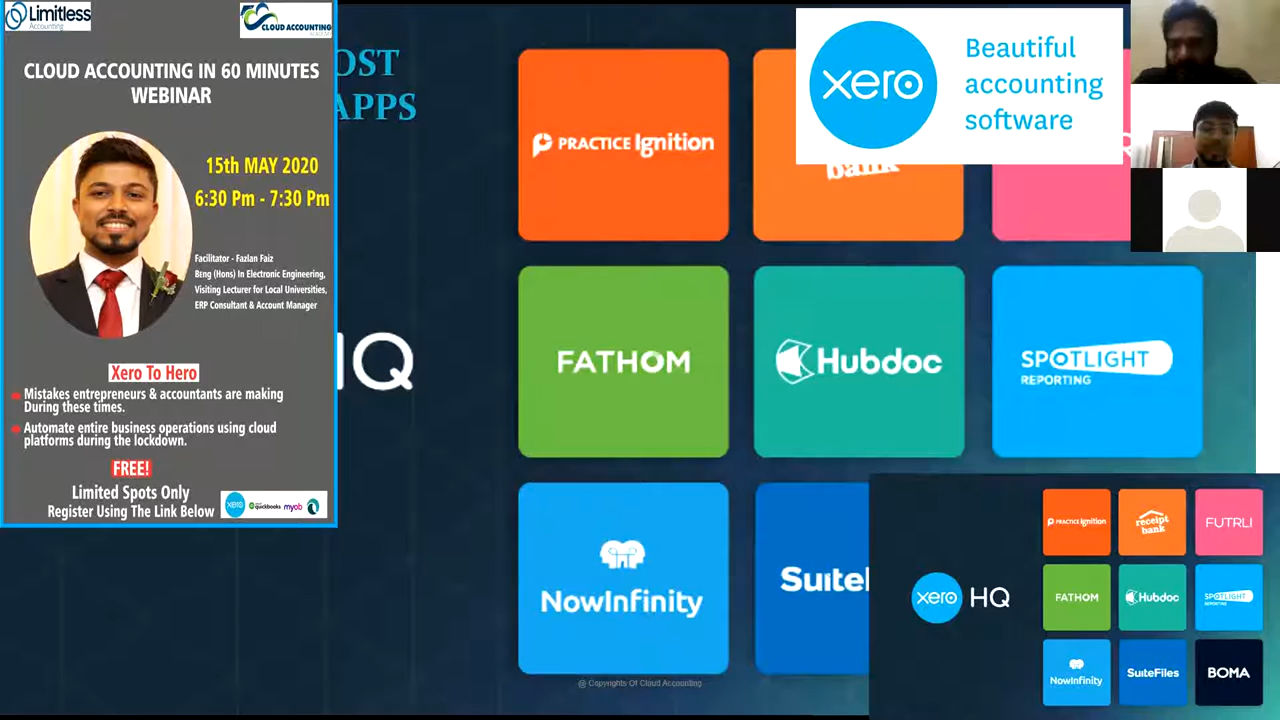 Limitless
Accounting
CLOUD ACCOUNTING
ACADEMY
CLOUD ACCOUNTING IN 60 MINUTES
WEBINAR
15th MAY 2020
6:30 Pm - 7:30 Pm
Facilitator - Fazlan Faiz
Beng (Hons) In Electronic Engineering,
Visiting Lecturer for Local Universities,
ERP Consultant & Account Manager
Xero To Hero
Mistakes entrepreneurs & accountants are making
During these times.
Automate entire business operations using cloud
platforms during the lockdown.
FREE!
Limited Spots Only
Register Using The Link Below
xero
quickbooks
myob
OST
APPS
HQ
PRACTICE Ignition
bank
xero
Beautiful
accounting
software
FATHOM
Hubdoc
SPOTLIGHT
REPORTING
NowInfinity
SuiteF
@ Copyrights Of Cloud Accounting
xero HQ
PRACTICE Ignition
receipt
bank
FUTRLI
FATHOM
Hubdoc
SPOTLIGHT
REPORTING
NowInfinity
SuiteFiles
BOMA